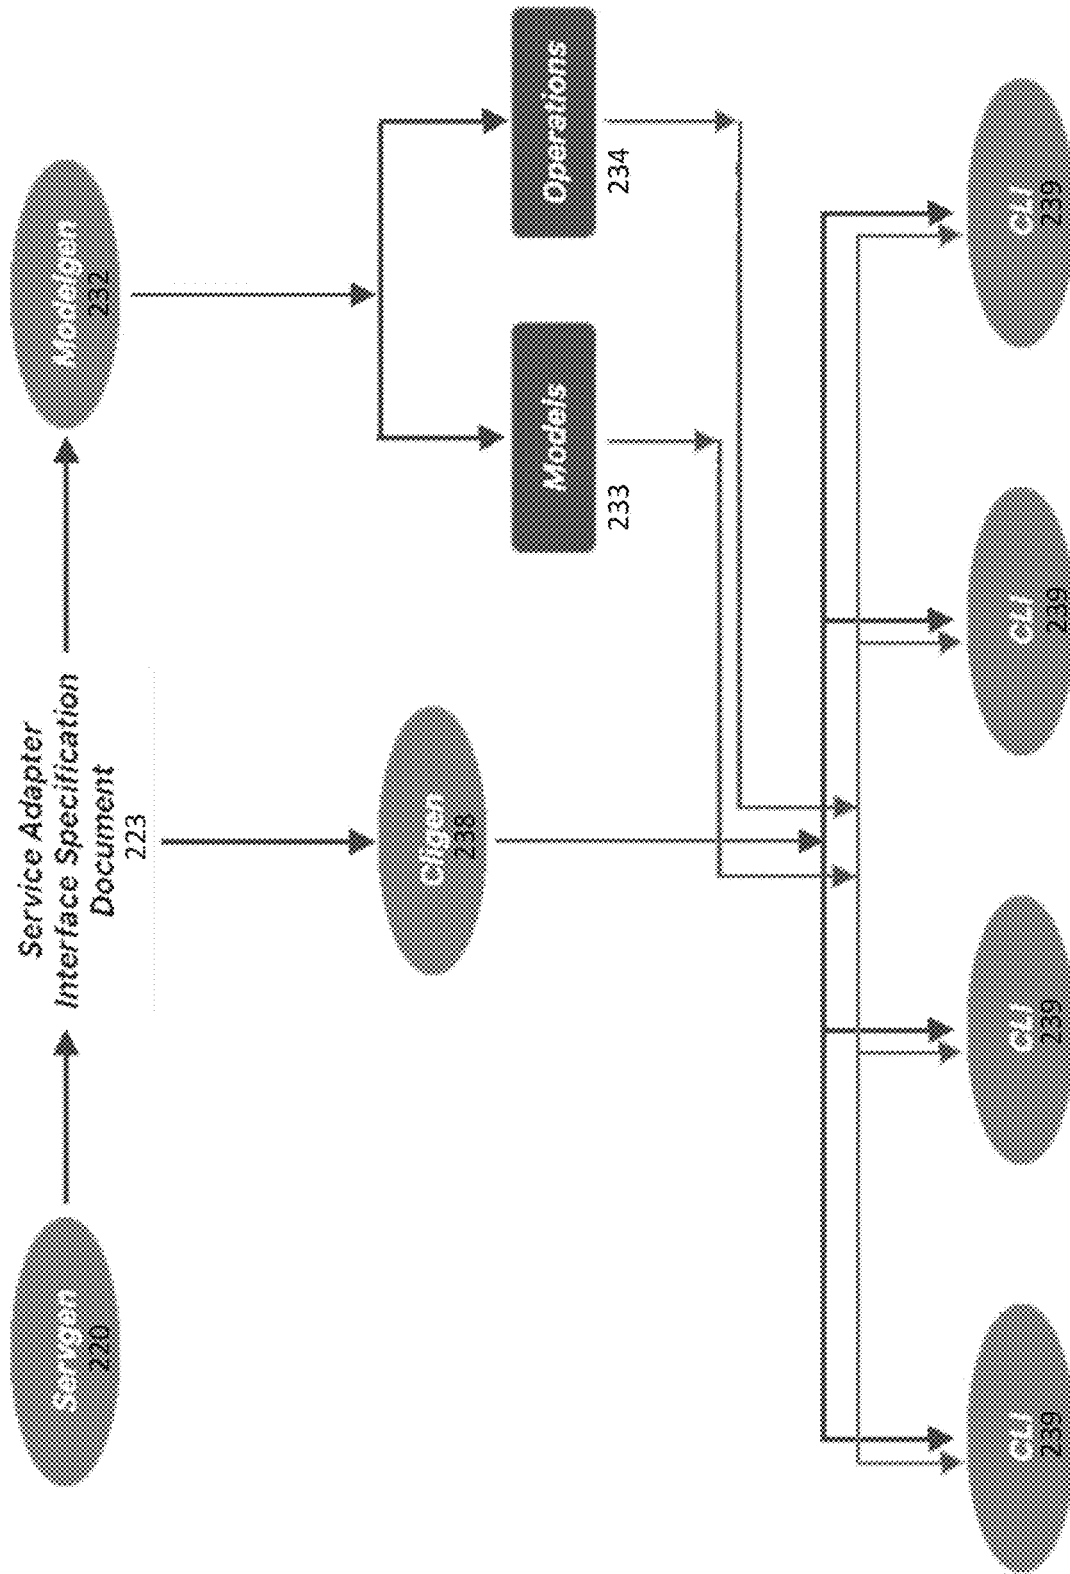 Servgen
220
Service Adapter
Interface Specification
Document
223
Modelgen
232
Cligen
238
Models
233
Operations
234
CLI
239
CLI
239
CLI
239
CLI
239